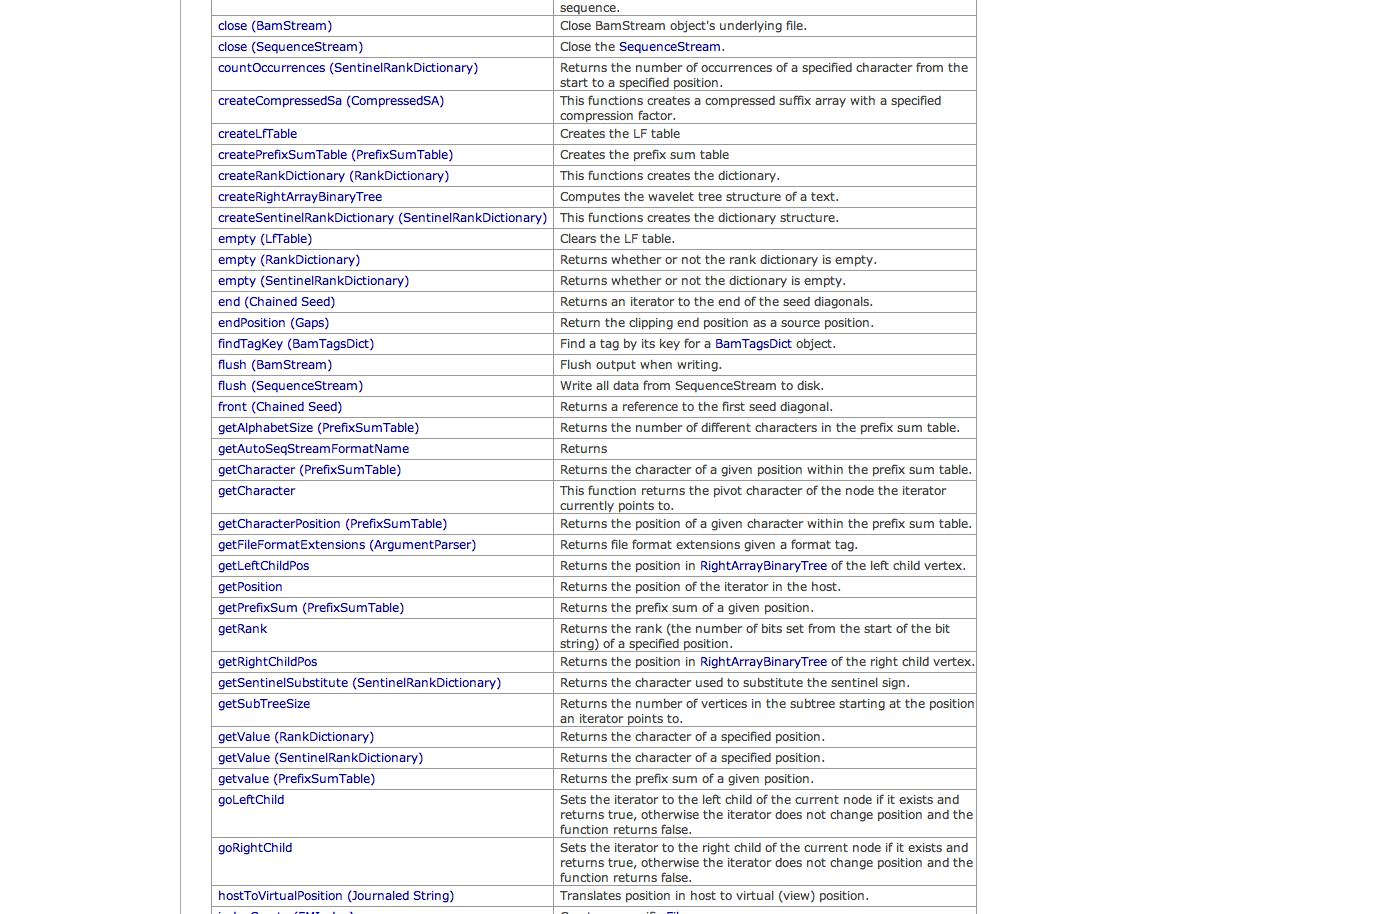 sequence.
close (BamStream) Close BamStream object's underlying file.
close (SequenceStream) Close the SequenceStream.
countOccurrences (SentinelRankDictionary) Returns the number of occurrences of a specified character from the
start to a specified position.
createCompressedSa (CompressedSA) This functions creates a compressed suffix array with a specified
compression factor.
createLfTable Creates the LF table
createPrefixSumTable (PrefixSumTable) Creates the prefix sum table
createRankDictionary (RankDictionary) This functions creates the dictionary.
createRightArrayBinaryTree Computes the wavelet tree structure of a text.
createSentinelRankDictionary (SentinelRankDictionary) This functions creates the dictionary structure.
empty (LfTable) Clears the LF table.
empty (RankDictionary) Returns whether or not the rank dictionary is empty.
empty (SentinelRankDictionary) Returns whether or not the dictionary is empty.
end (Chained Seed) Returns an iterator to the end of the seed diagonals.
endPosition (Gaps) Return the clipping end position as a source position.
findTagKey (BamTagsDict) Find a tag by its key for a BamTagsDict object.
flush (BamStream) Flush output when writing.
flush (SequenceStream) Write all data from SequenceStream to disk.
front (Chained Seed) Returns a reference to the first seed diagonal.
getAlphabetSize (PrefixSumTable) Returns the number of different characters in the prefix sum table.
getAutoSeqStreamFormatName Returns
getCharacter (PrefixSumTable) Returns the character of a given position within the prefix sum table.
getCharacter This function returns the pivot character of the node the iterator
currently points to.
getCharacterPosition (PrefixSumTable) Returns the position of a given character within the prefix sum table.
getFileFormatExtensions (ArgumentParser) Returns file format extensions given a format tag.
getLeftChildPos Returns the position in RightArrayBinaryTree of the left child vertex.
getPosition Returns the position of the iterator in the host.
getPrefixSum (PrefixSumTable) Returns the prefix sum of a given position.
getRank Returns the rank (the number of bits set from the start of the bit
string) of a specified position.
getRightChildPos Returns the position in RightArrayBinaryTree of the right child vertex.
getSentinelSubstitute (SentinelRankDictionary) Returns the character used to substitute the sentinel sign.
getSubTreeSize Returns the number of vertices in the subtree starting at the position
an iterator points to.
getValue (RankDictionary) Returns the character of a specified position.
getValue (SentinelRankDictionary) Returns the character of a specified position.
getvalue (PrefixSumTable) Returns the prefix sum of a given position.
goLeftChild Sets the iterator to the left child of the current node if it exists and
returns true, otherwise the iterator does not change position and the
function returns false.
goRightChild Sets the iterator to the right child of the current node if it exists and
returns true, otherwise the iterator does not change position and the
function returns false.
hostToVirtualPosition (Journaled String) Translates position in host to virtual (view) position.